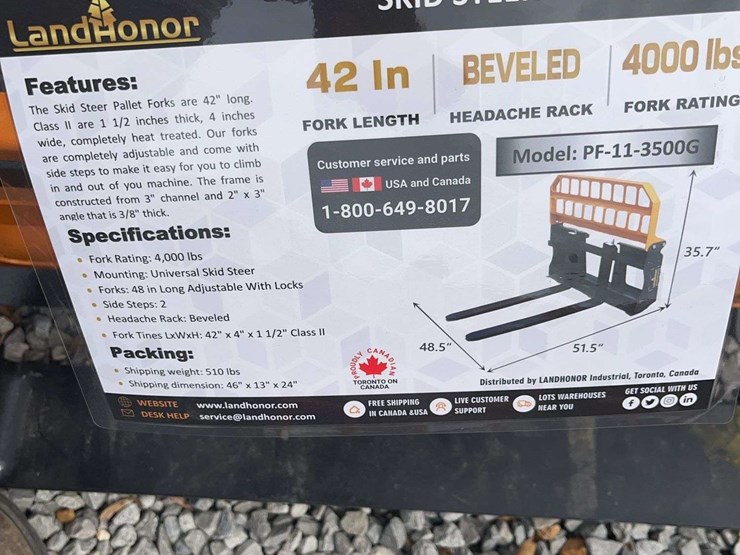 LandHonor
Features:
The Skid Steer Pallet Forks are 42" long.
Class II are 1 1/2 inches thick, 4 inches
wide, completely heat treated. Our forks
are completely adjustable and come with
side steps to make it easy for you to climb
in and out of you machine. The frame is
constructed from 3" channel and 2" x 3"
angle that is 3/8" thick.
Specifications:
• Fork Rating: 4,000 lbs
• Mounting: Universal Skid Steer
• Forks: 48 in Long Adjustable With Locks
• Side Steps: 2
• Headache Rack: Beveled
• Fork Tines LxWxH: 42" x 4" x 1 1/2" Class II
Packing:
• Shipping weight: 510 lbs
• Shipping dimension: 46" x 13" x 24"
42 In
FORK LENGTH
BEVELED
HEADACHE RACK
4000 lbs
FORK RATING
Customer service and parts
USA and Canada
1-800-649-8017
Model: PF-11-3500G
35.7"
48.5"
51.5"
PROUDLY CANADIAN
TORONTO ON
CANADA
Distributed by LANDHONOR Industrial, Toronto, Canada
WEBSITE www.landhonor.com
DESK HELP service@landhonor.com
FREE SHIPPING
IN CANADA &USA
LIVE CUSTOMER
SUPPORT
LOTS WAREHOUSES
NEAR YOU
GET SOCIAL WITH US